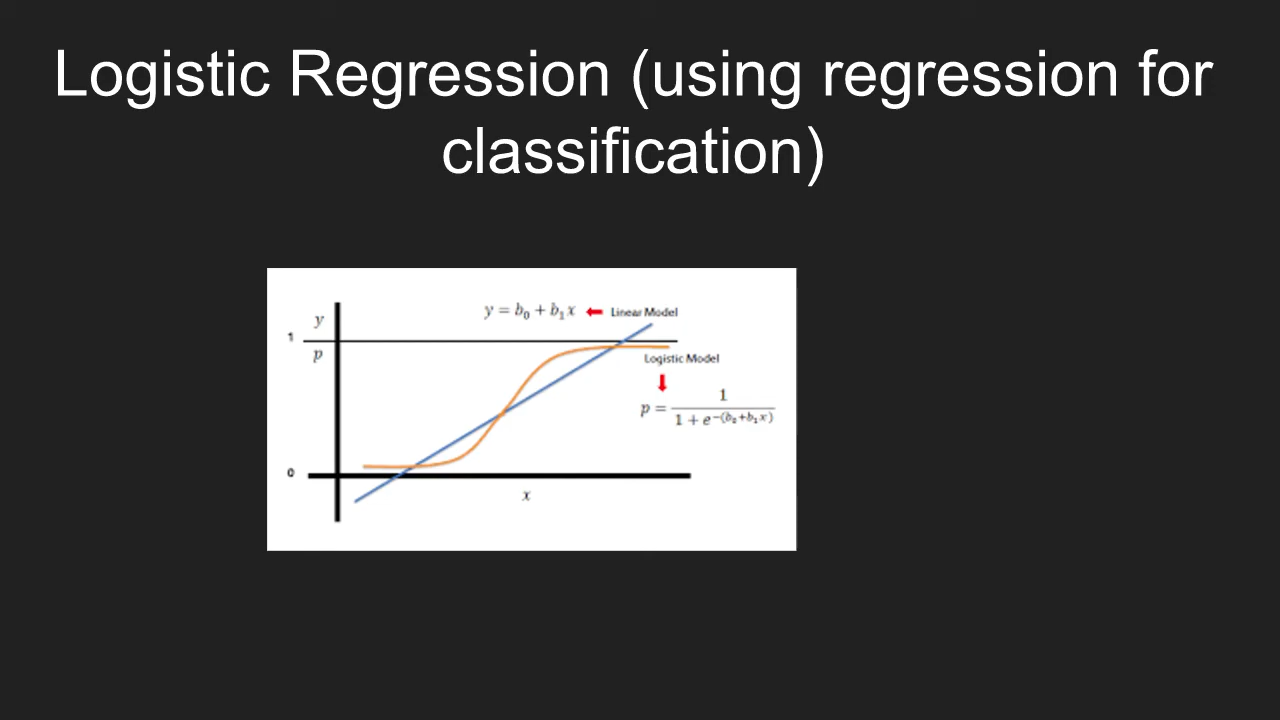 Logistic Regression (using regression for
classification)
y = b₀ + b₁x
Linear Model
y
1
p
Logistic Model
p = 1 / (1 + e^−(b₀+b₁x))
0
x